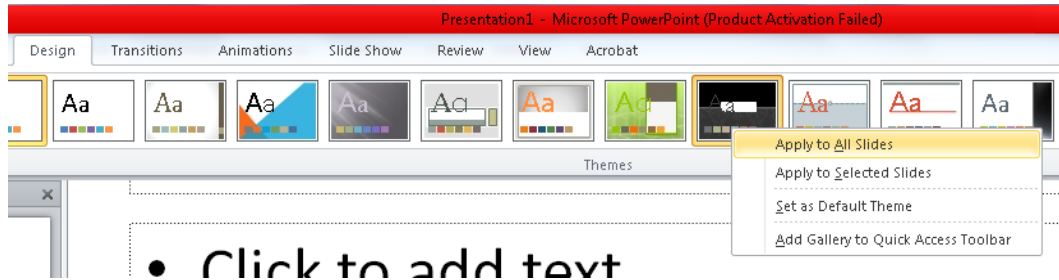 Presentation1 - Microsoft PowerPoint (Product Activation Failed)
Design Transitions Animations Slide Show Review View Acrobat
Aa Aa Aa Aa Aa Aa Aa Aa Aa Aa Aa
Themes
Apply to All Slides
Apply to Selected Slides
Set as Default Theme
Add Gallery to Quick Access Toolbar
• Click to add text